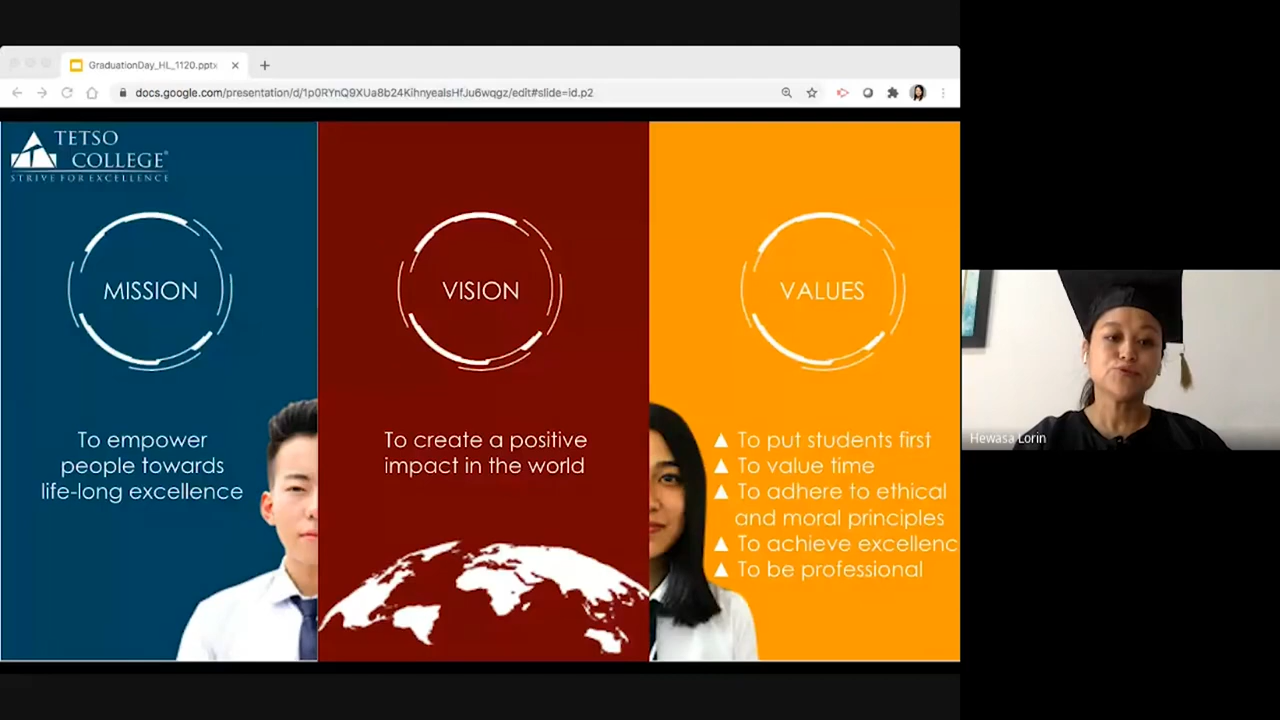 GraduationDay_HL_1120.pptx
docs.google.com/presentation/d/1p0RYnQ9XUa8b24KihnyealsHfJu6wqgz/edit#slide=id.p2
TETSO
COLLEGE®
STRIVE FOR EXCELLENCE
MISSION
To empower
people towards
life-long excellence
VISION
To create a positive
impact in the world
VALUES
▲ To put students first
▲ To value time
▲ To adhere to ethical
and moral principles
▲ To achieve excellenc
▲ To be professional
Hewasa Lorin